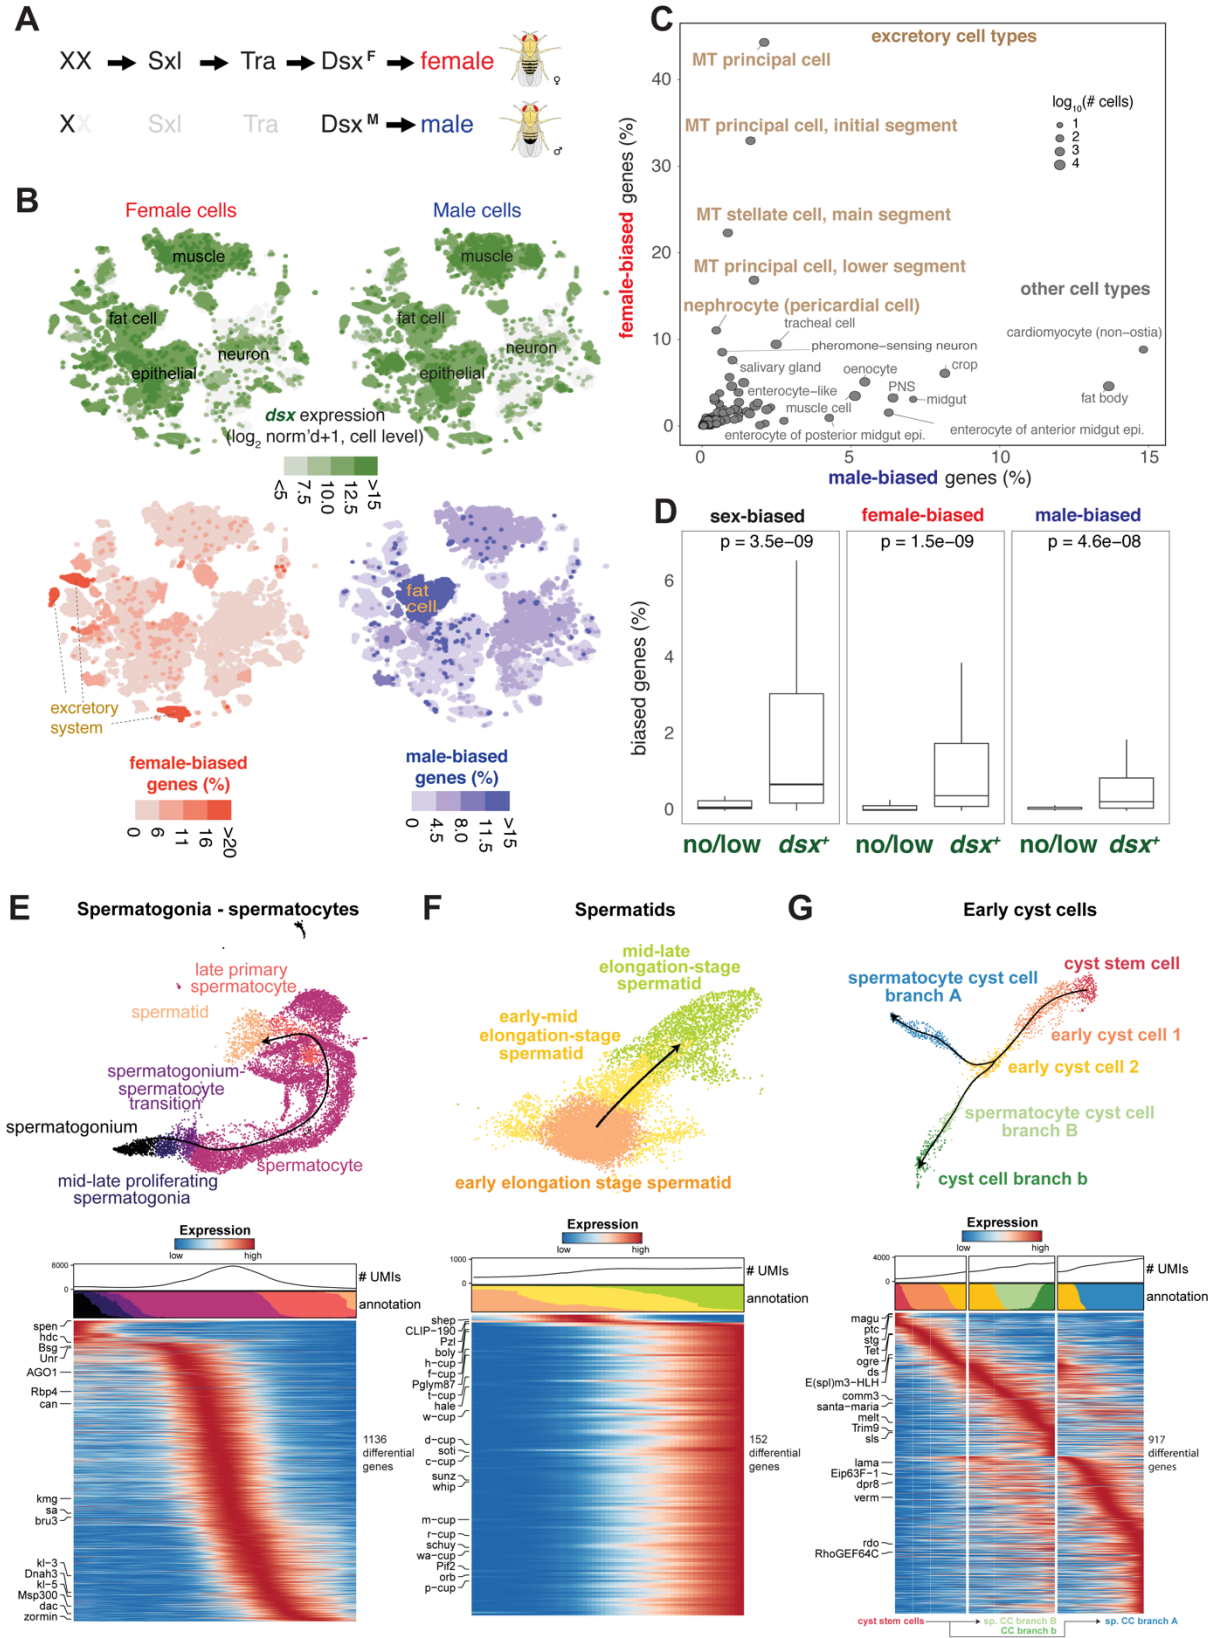 A
XX Sxl Tra Dsx F female
♀
XX Sxl Tra Dsx M male
♂
B
Female cells
Male cells
muscle
fat cell
neuron
epithelial
muscle
fat cell
neuron
epithelial
dsx expression
(log2 norm'd+1, cell level)
<5 7.5 10.0 12.5 >15
excretory
system
fat
cell
female-biased
genes (%)
0 6 11 16 >20
male-biased
genes (%)
0 4.5 8.0 11.5 >15
C
excretory cell types
MT principal cell
MT principal cell, initial segment
MT stellate cell, main segment
MT principal cell, lower segment
nephrocyte (pericardial cell)
log10(# cells)
1
2
3
4
other cell types
tracheal cell
cardiomyocyte (non−ostia)
pheromone−sensing neuron
salivary gland
oenocyte
crop
enterocyte−like
PNS
midgut
fat body
muscle cell
enterocyte of posterior midgut epi.
enterocyte of anterior midgut epi.
40
30
20
10
0
0 5 10 15
female-biased genes (%)
male-biased genes (%)
D
sex-biased
p = 3.5e−09
female-biased
p = 1.5e−09
male-biased
p = 4.6e−08
biased genes (%)
6
4
2
0
no/low dsx+
no/low dsx+
no/low dsx+
E
Spermatogonia - spermatocytes
late primary
spermatocyte
spermatid
spermatogonium-
spermatocyte
transition
spermatogonium
spermatocyte
mid-late proliferating
spermatogonia
Expression
low high
8000
0
# UMIs
annotation
spen
hdc
Bsg
Unr
AGO1
Rbp4
can
kmg
sa
bru3
kl−3
Dnah3
kl−5
Msp300
dac
zormin
1136
differential
genes
F
Spermatids
mid-late
elongation-stage
spermatid
early-mid
elongation-stage
spermatid
early elongation stage spermatid
Expression
low high
1000
0
# UMIs
annotation
shep
CLIP−190
Pzl
boly
h−cup
f−cup
Pglym87
t−cup
hale
w−cup
d−cup
soti
c−cup
sunz
whip
m−cup
r−cup
schuy
wa−cup
Pif2
orb
p−cup
152
differential
genes
G
Early cyst cells
cyst stem cell
spermatocyte cyst cell
branch A
early cyst cell 1
early cyst cell 2
spermatocyte cyst cell
branch B
cyst cell branch b
Expression
low high
4000
0
# UMIs
annotation
magu
ptc
stg
Tet
ogre
ds
E(spl)m3−HLH
comm3
santa−maria
melt
Trim9
sls
lama
Eip63F−1
dpr8
verm
rdo
RhoGEF64C
917
differential
genes
cyst stem cells sp. CC branch B sp. CC branch A
CC branch b